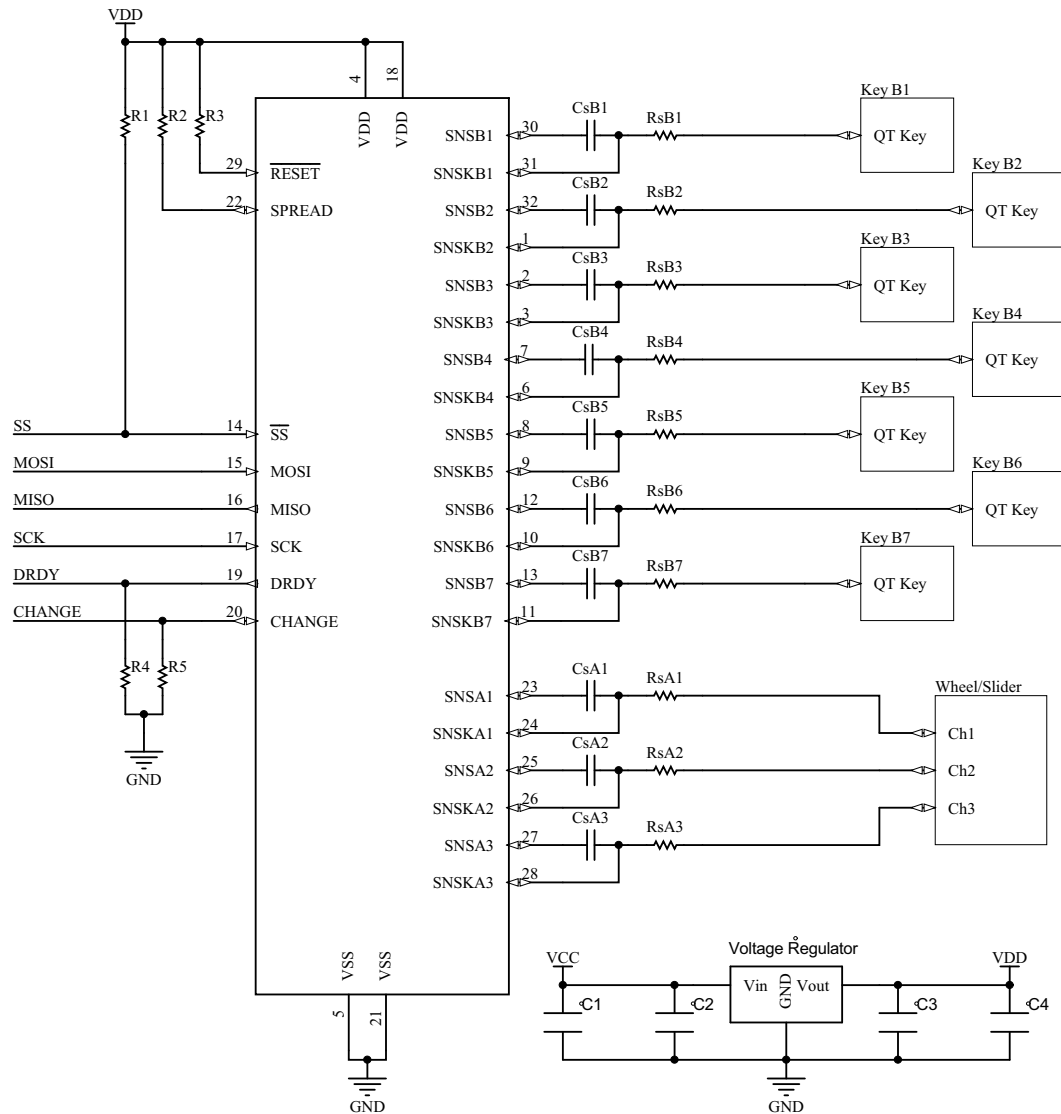 VDD
R1 R2 R3
4 18
VDD VDD
29 RESET
22 SPREAD
SS 14 SS
MOSI 15 MOSI
MISO 16 MISO
SCK 17 SCK
DRDY 19 DRDY
CHANGE 20 CHANGE
R4 R5
GND
VSS VSS
5 21
GND
SNSB1 30 CsB1 RsB1
SNSKB1 31
Key B1
QT Key
SNSB2 32 CsB2 RsB2
SNSKB2 1
Key B2
QT Key
SNSB3 2 CsB3 RsB3
SNSKB3 3
Key B3
QT Key
SNSB4 7 CsB4 RsB4
SNSKB4 6
Key B4
QT Key
SNSB5 8 CsB5 RsB5
SNSKB5 9
Key B5
QT Key
SNSB6 12 CsB6 RsB6
SNSKB6 10
Key B6
QT Key
SNSB7 13 CsB7 RsB7
SNSKB7 11
Key B7
QT Key
SNSA1 23 CsA1 RsA1
SNSKA1 24
SNSA2 25 CsA2 RsA2
SNSKA2 26
SNSA3 27 CsA3 RsA3
SNSKA3 28
Wheel/Slider
Ch1
Ch2
Ch3
Voltage Regulator
VCC VDD
Vin GND Vout
C1 C2 C3 C4
GND